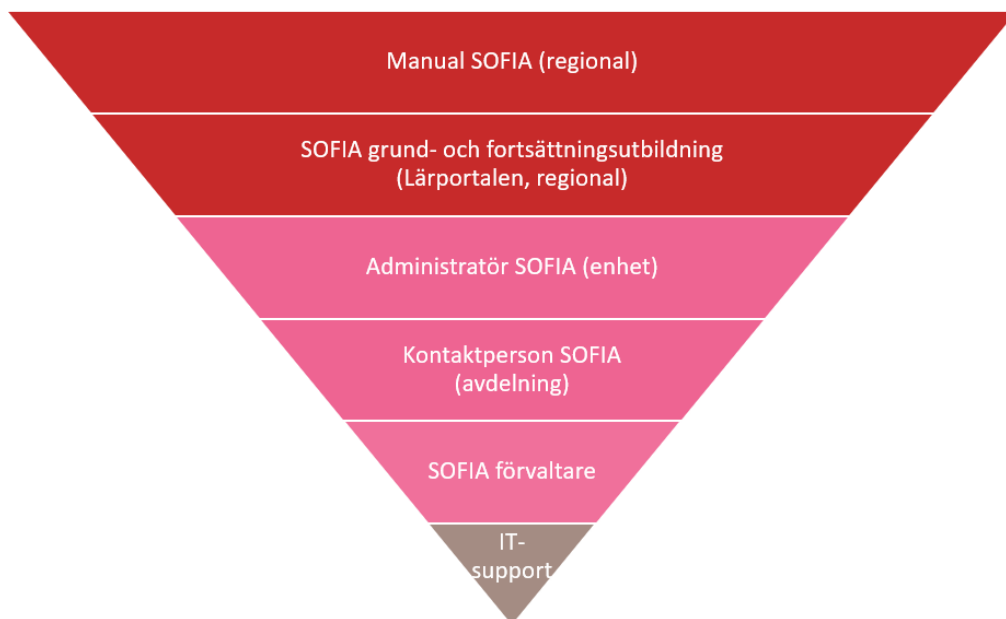 Manual SOFIA (regional)
SOFIA grund- och fortsättningsutbildning
(Lärportalen, regional)
Administratör SOFIA (enhet)
Kontaktperson SOFIA
(avdelning)
SOFIA förvaltare
IT-
support